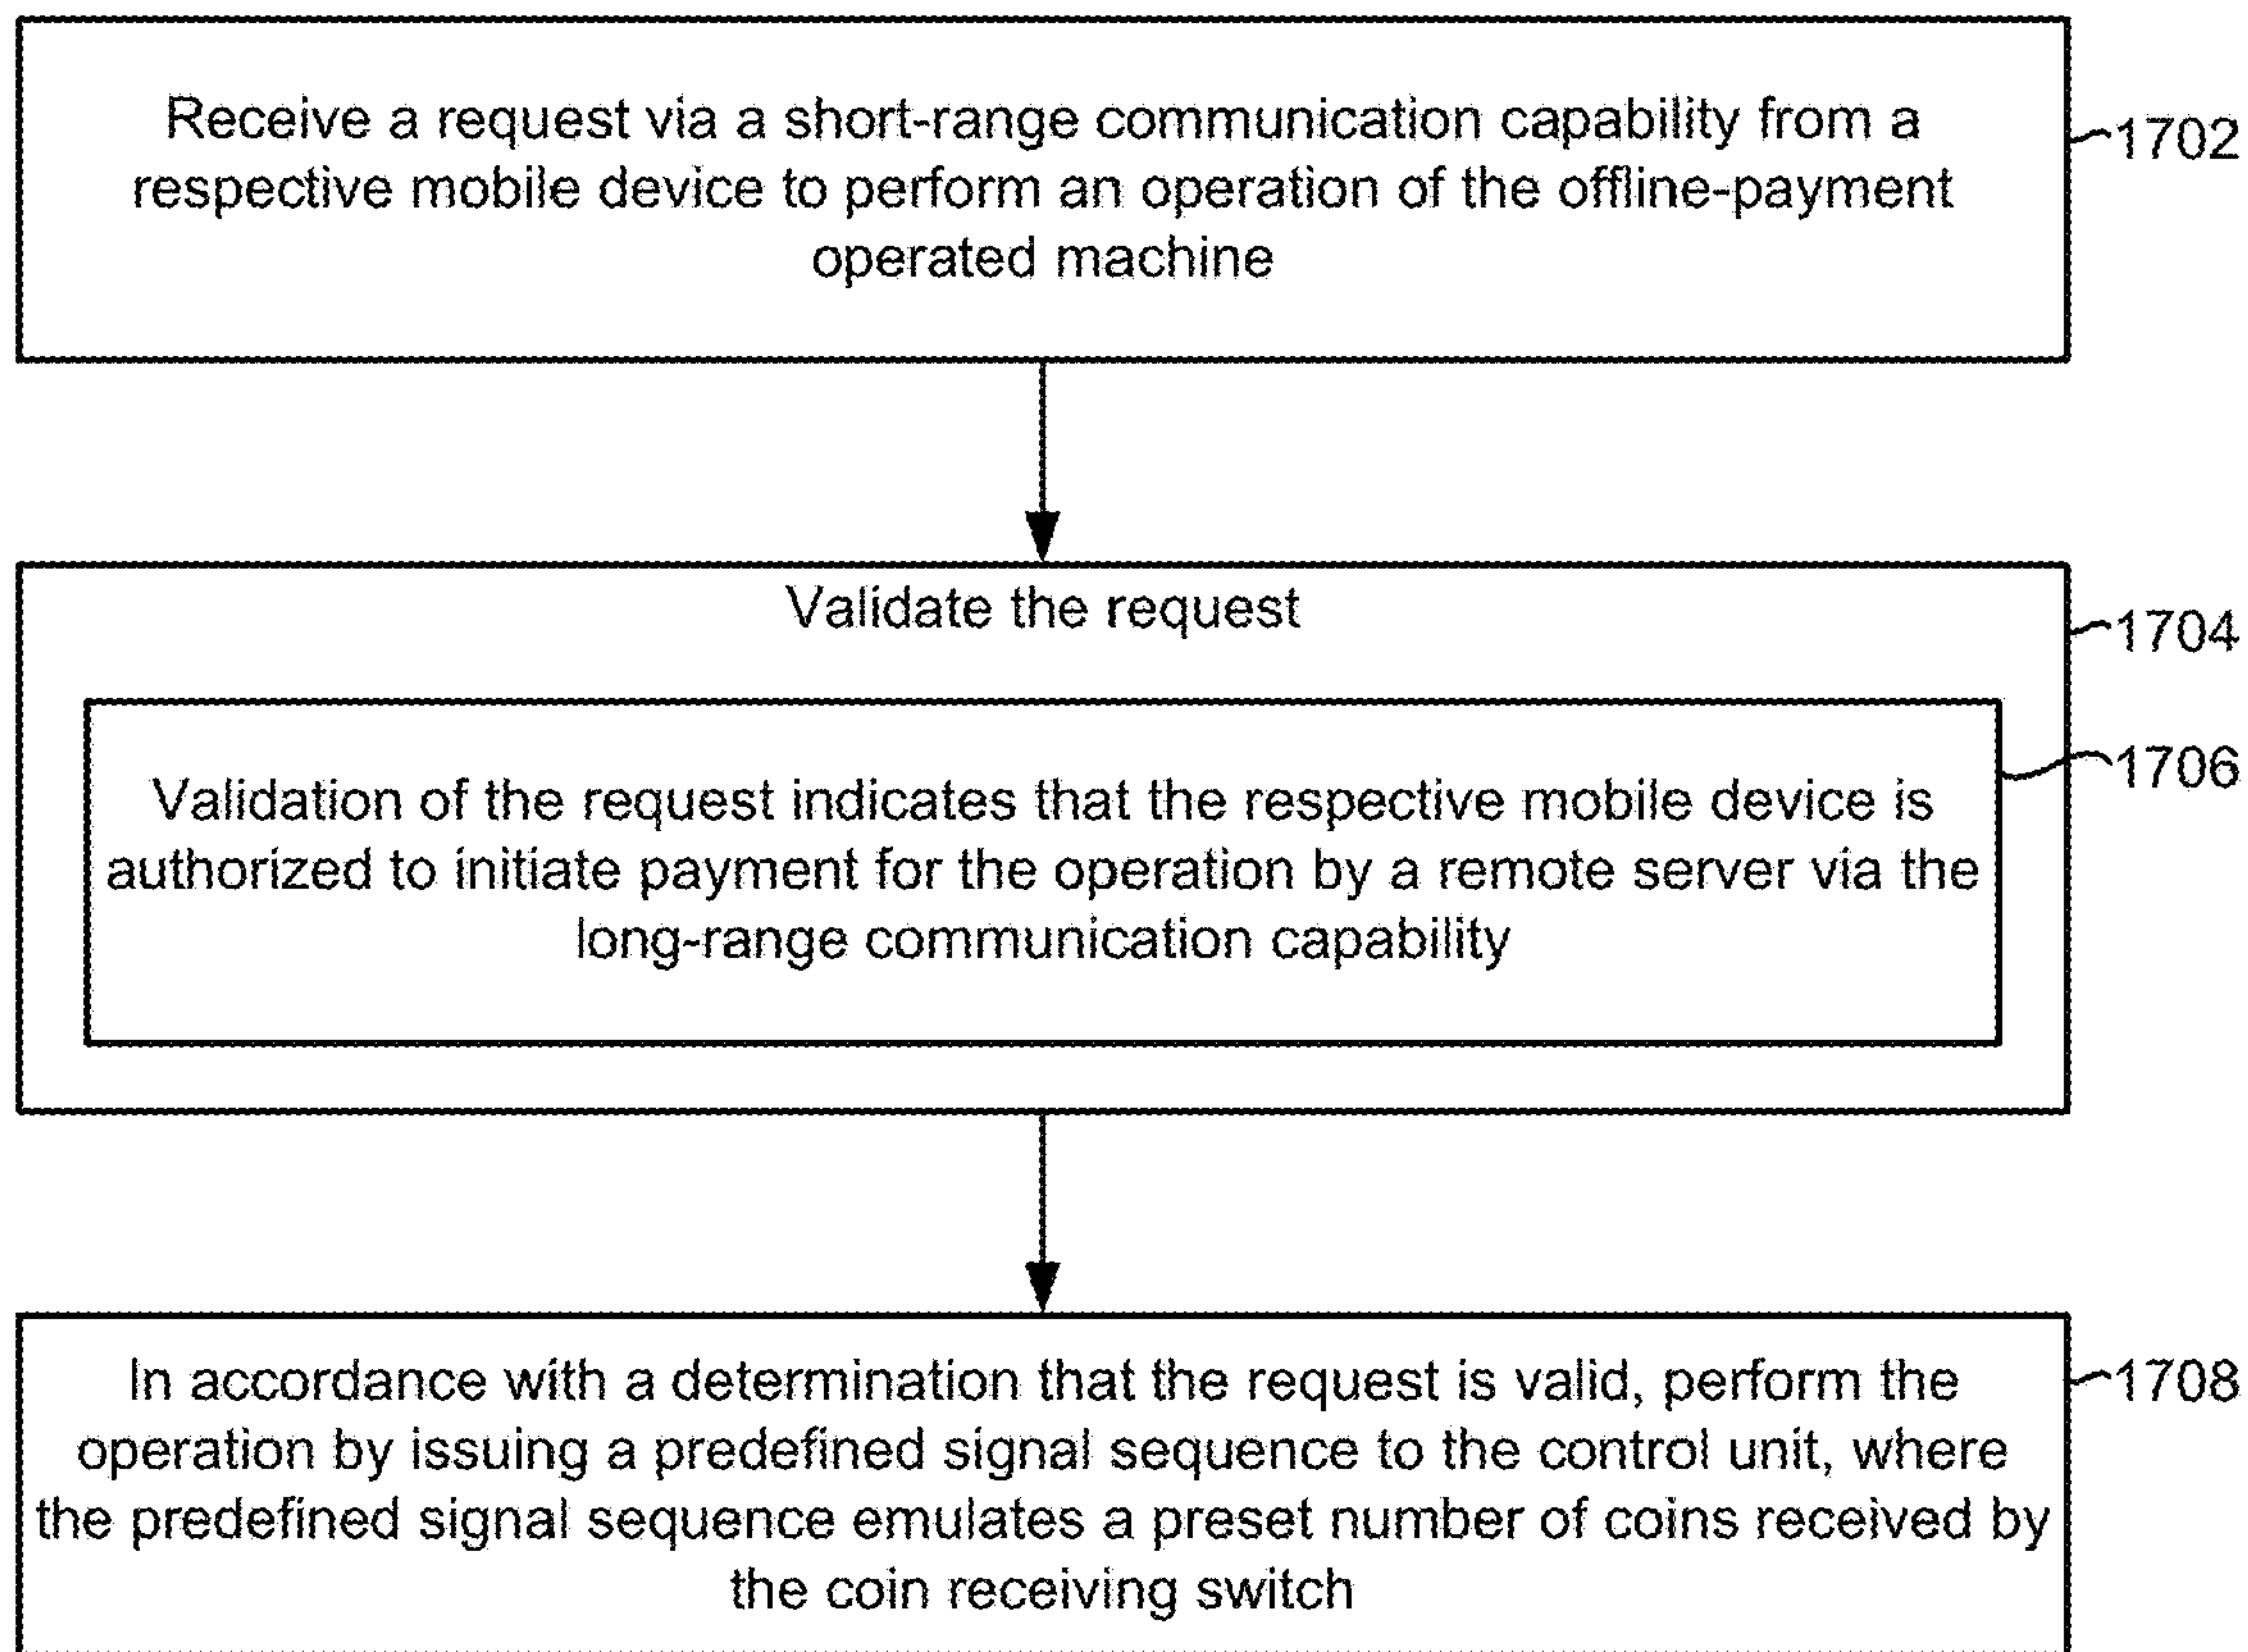 Receive a request via a short-range communication capability from a
respective mobile device to perform an operation of the offline-payment
operated machine
1702
Validate the request
1704
Validation of the request indicates that the respective mobile device is
authorized to initiate payment for the operation by a remote server via the
long-range communication capability
1706
In accordance with a determination that the request is valid, perform the
operation by issuing a predefined signal sequence to the control unit, where
the predefined signal sequence emulates a preset number of coins received by
the coin receiving switch
1708